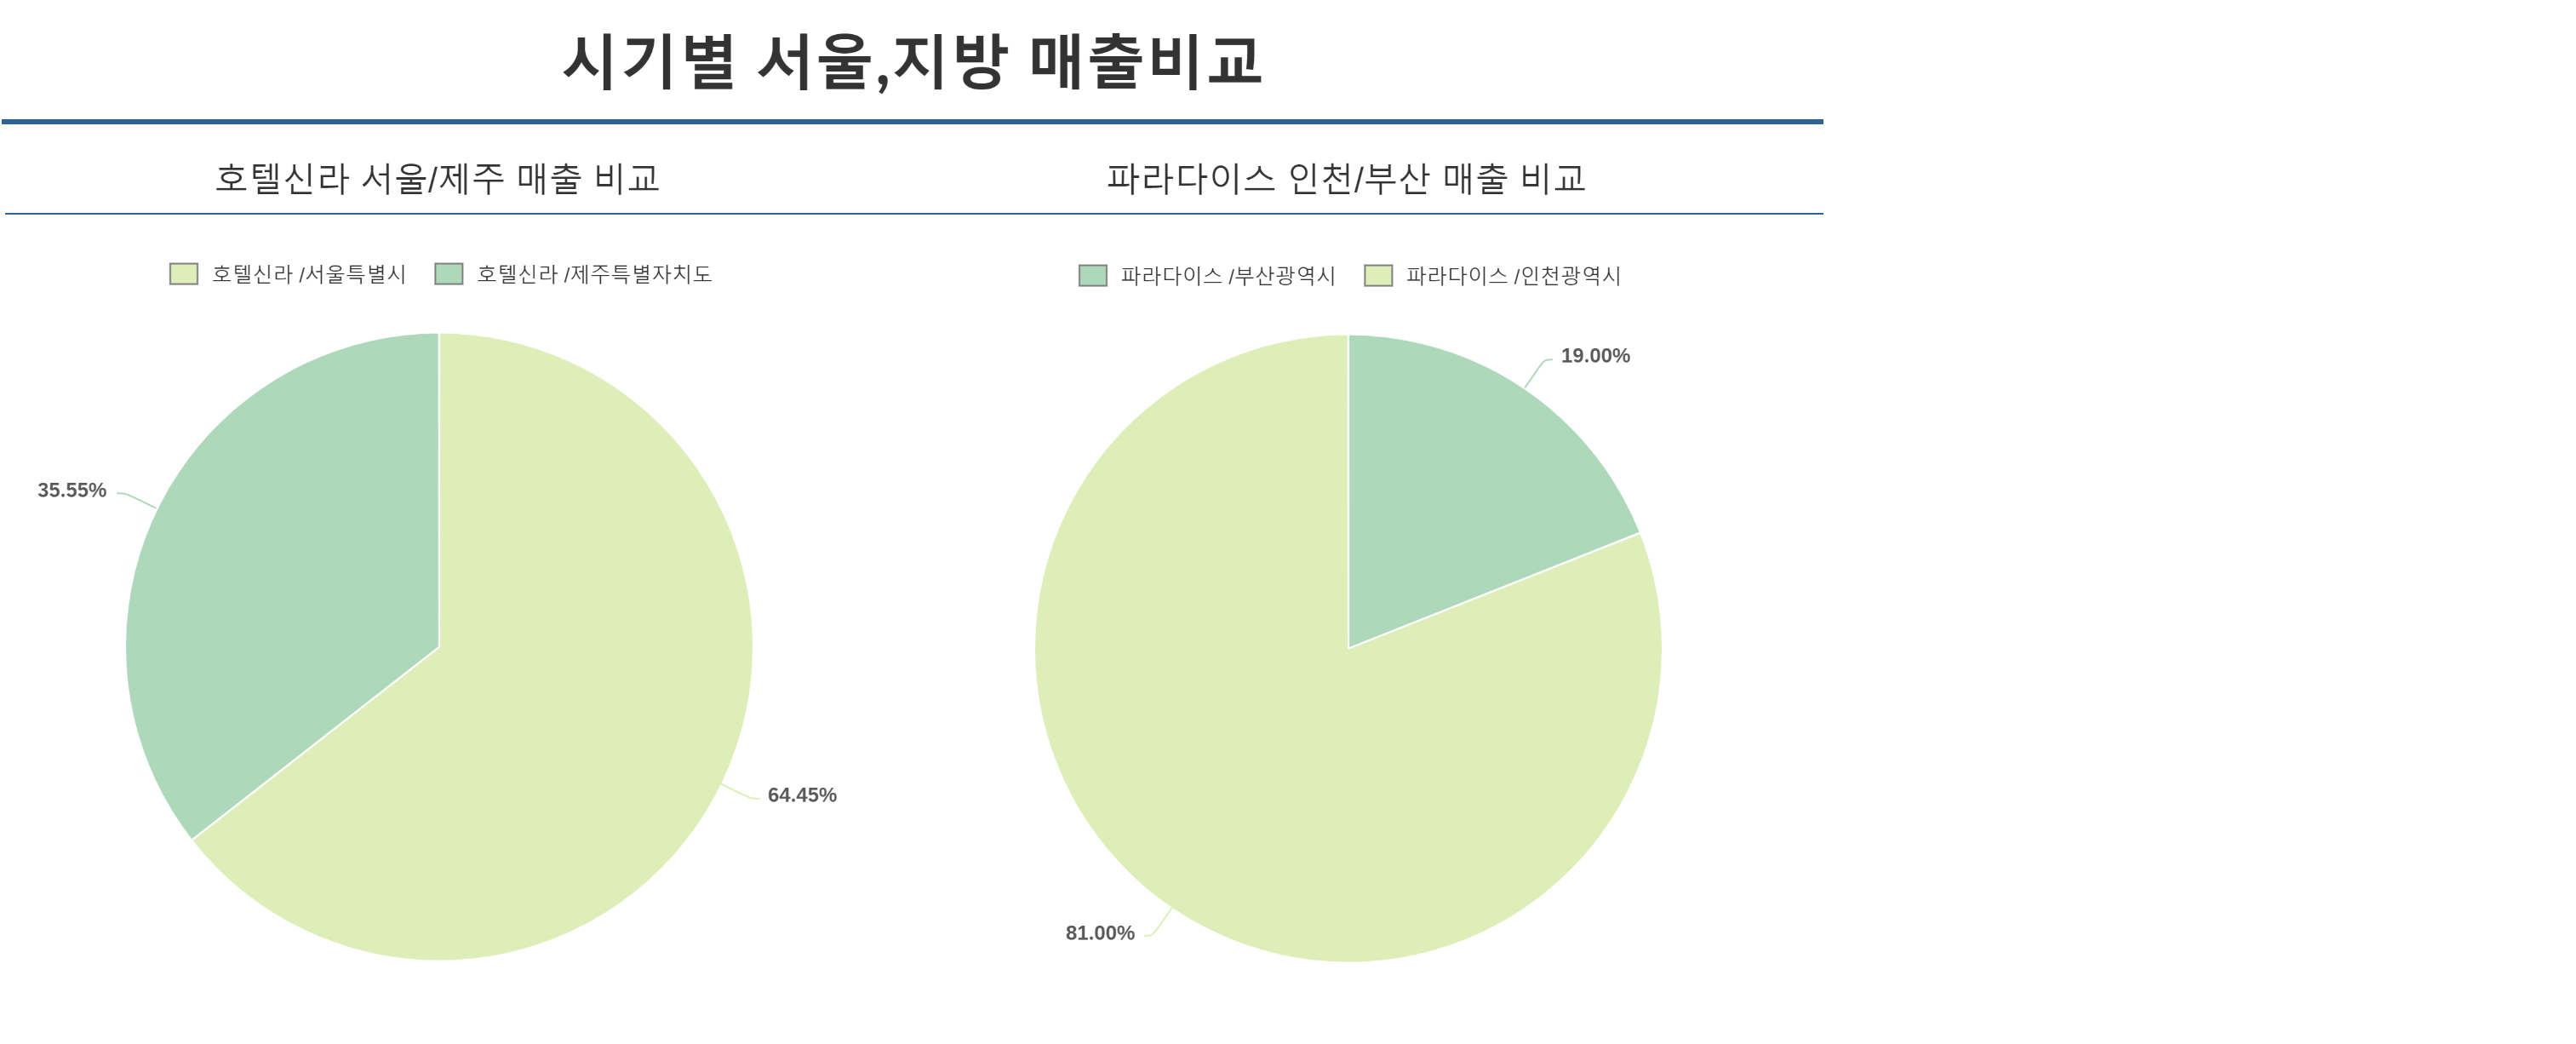 시기별 서울,지방 매출비교
호텔신라 서울/제주 매출 비교
호텔신라 /서울특별시
호텔신라 /제주특별자치도
35.55%
64.45%
파라다이스 인천/부산 매출 비교
파라다이스 /부산광역시
파라다이스 /인천광역시
19.00%
81.00%